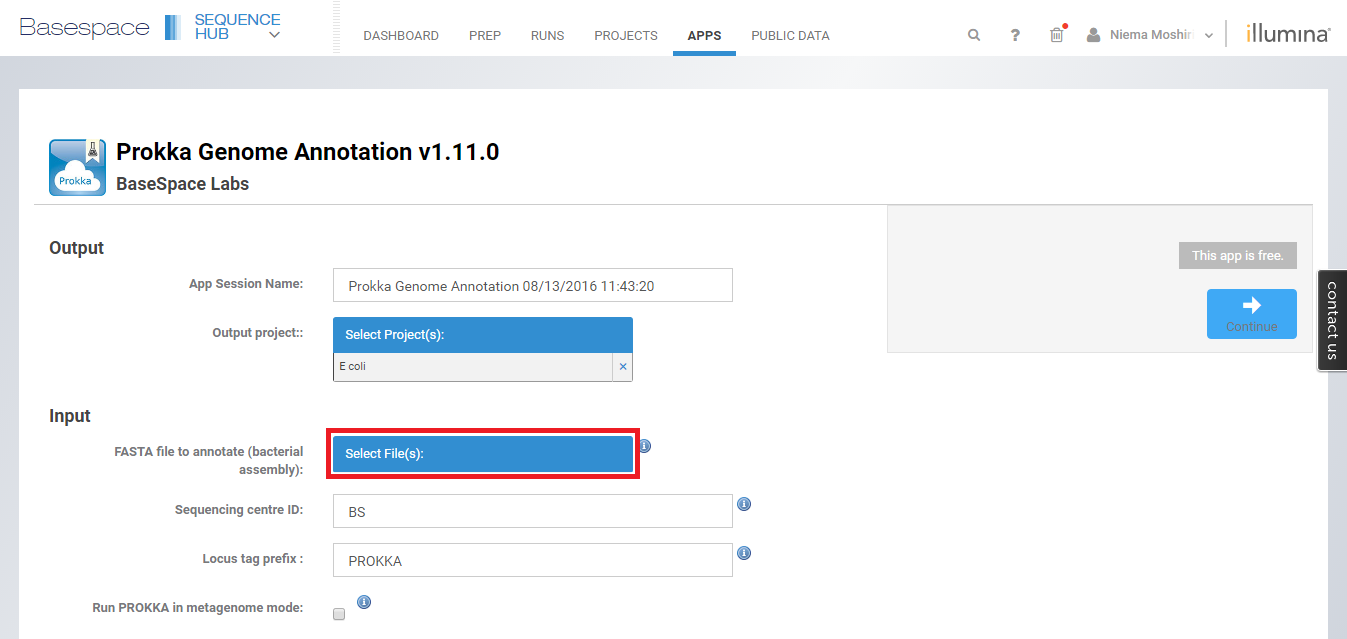 Basespace
SEQUENCE
HUB
DASHBOARD PREP RUNS PROJECTS APPS PUBLIC DATA
? Niema Moshiri
illumina®
Prokka
Prokka Genome Annotation v1.11.0
BaseSpace Labs
Output
This app is free.
App Session Name: Prokka Genome Annotation 08/13/2016 11:43:20
Continue
contact us
Output project:: Select Project(s):
E coli ×
Input
FASTA file to annotate (bacterial
assembly): Select File(s):
Sequencing centre ID: BS
Locus tag prefix : PROKKA
Run PROKKA in metagenome mode: